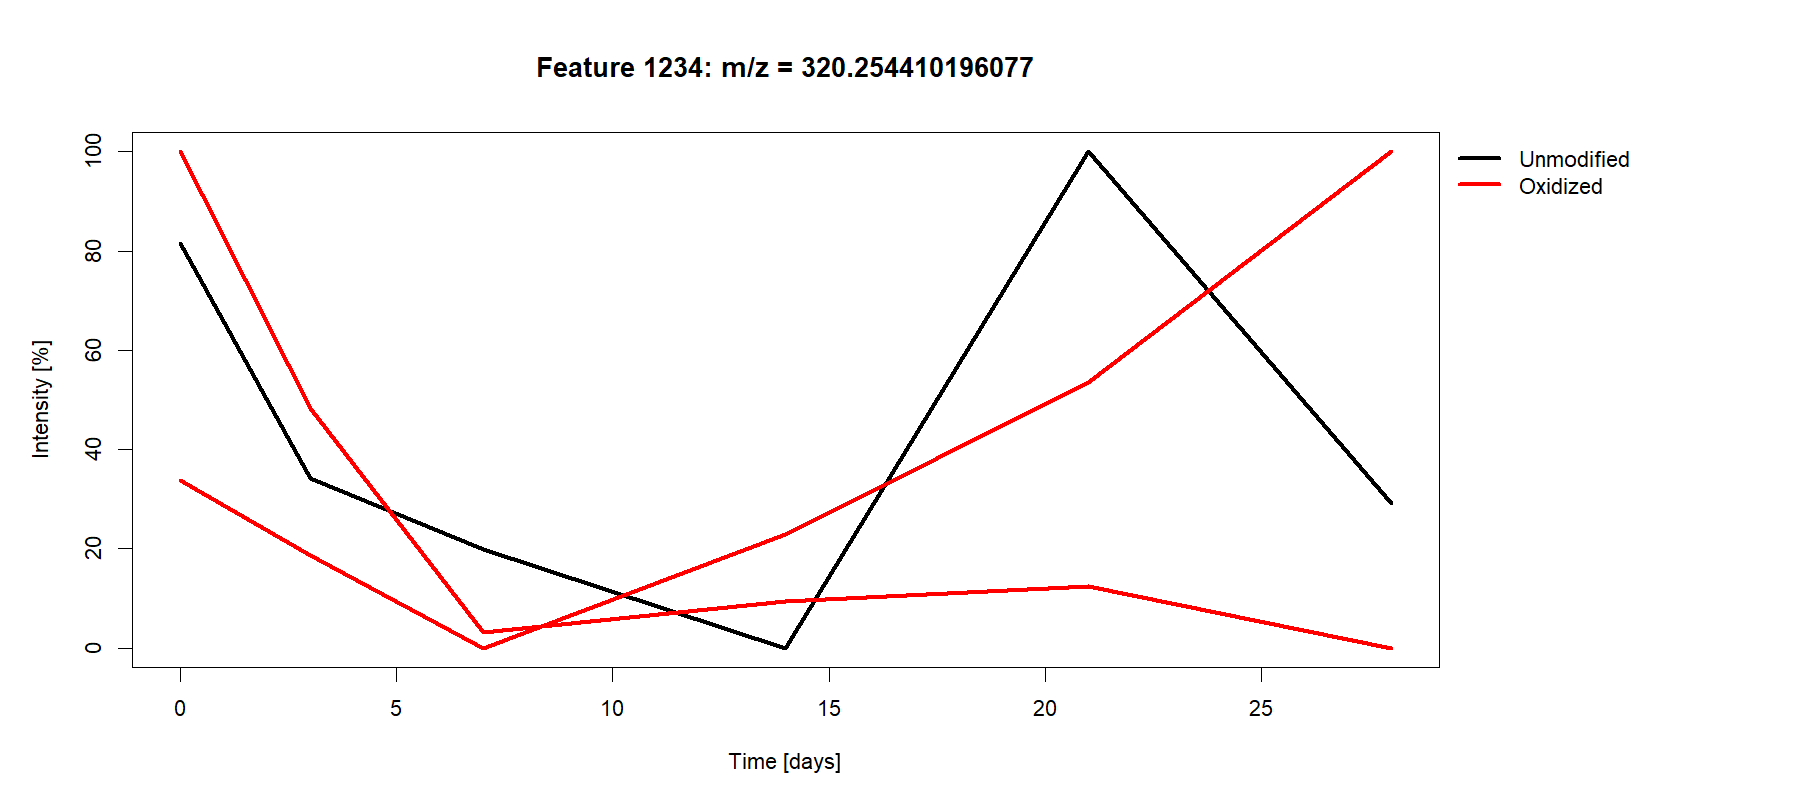 Feature 1234: m/z = 320.254410196077
100
80
60
40
20
0
Intensity [%]
0 5 10 15 20 25
Time [days]
Unmodified
Oxidized